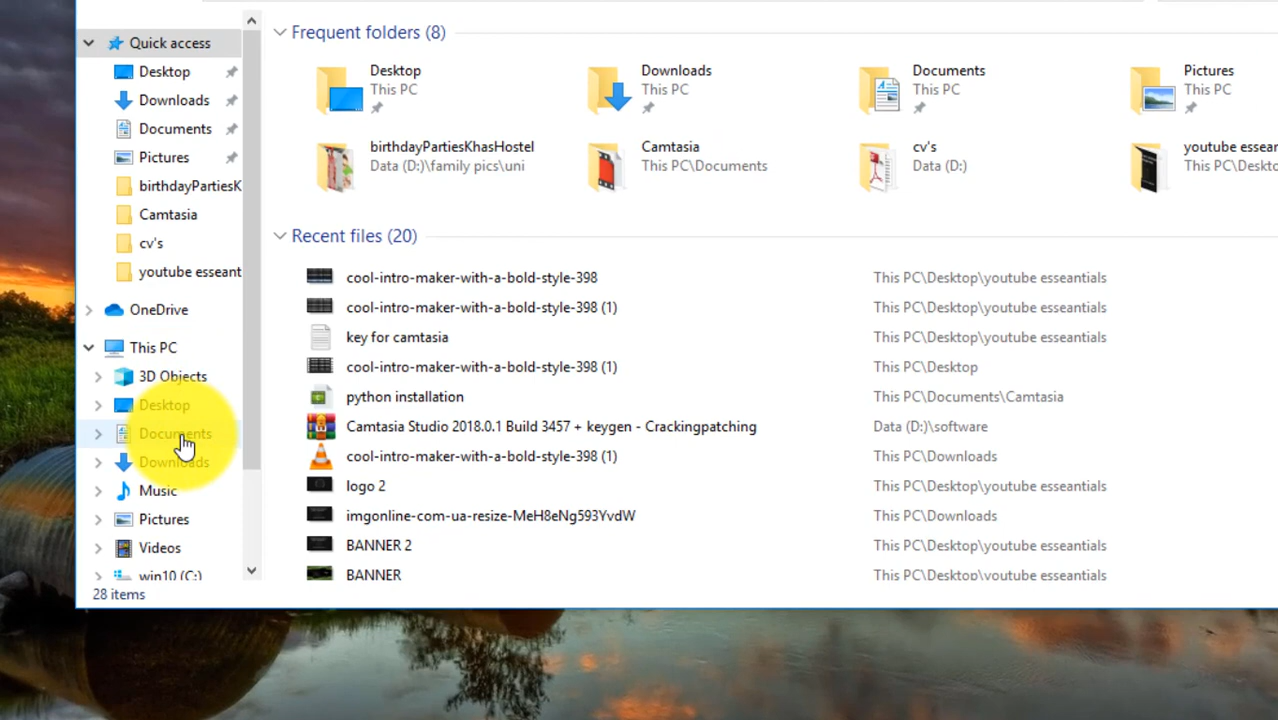 Quick access
Desktop
Downloads
Documents
Pictures
birthdayPartiesK
Camtasia
cv's
youtube esseant
OneDrive
This PC
3D Objects
Desktop
Documents
Downloads
Music
Pictures
Videos
win10 (C:)
28 items
Frequent folders (8)
Desktop
This PC
Downloads
This PC
Documents
This PC
Pictures
This PC
birthdayPartiesKhasHostel
Data (D:)\family pics\uni
Camtasia
This PC\Documents
cv's
Data (D:)
youtube essean
This PC\Deskto
Recent files (20)
cool-intro-maker-with-a-bold-style-398 This PC\Desktop\youtube esseantials
cool-intro-maker-with-a-bold-style-398 (1) This PC\Desktop\youtube esseantials
key for camtasia This PC\Desktop\youtube esseantials
cool-intro-maker-with-a-bold-style-398 (1) This PC\Desktop
python installation This PC\Documents\Camtasia
Camtasia Studio 2018.0.1 Build 3457 + keygen - Crackingpatching Data (D:)\software
cool-intro-maker-with-a-bold-style-398 (1) This PC\Downloads
logo 2 This PC\Desktop\youtube esseantials
imgonline-com-ua-resize-MeH8eNg593YvdW This PC\Downloads
BANNER 2 This PC\Desktop\youtube esseantials
BANNER This PC\Desktop\youtube esseantials